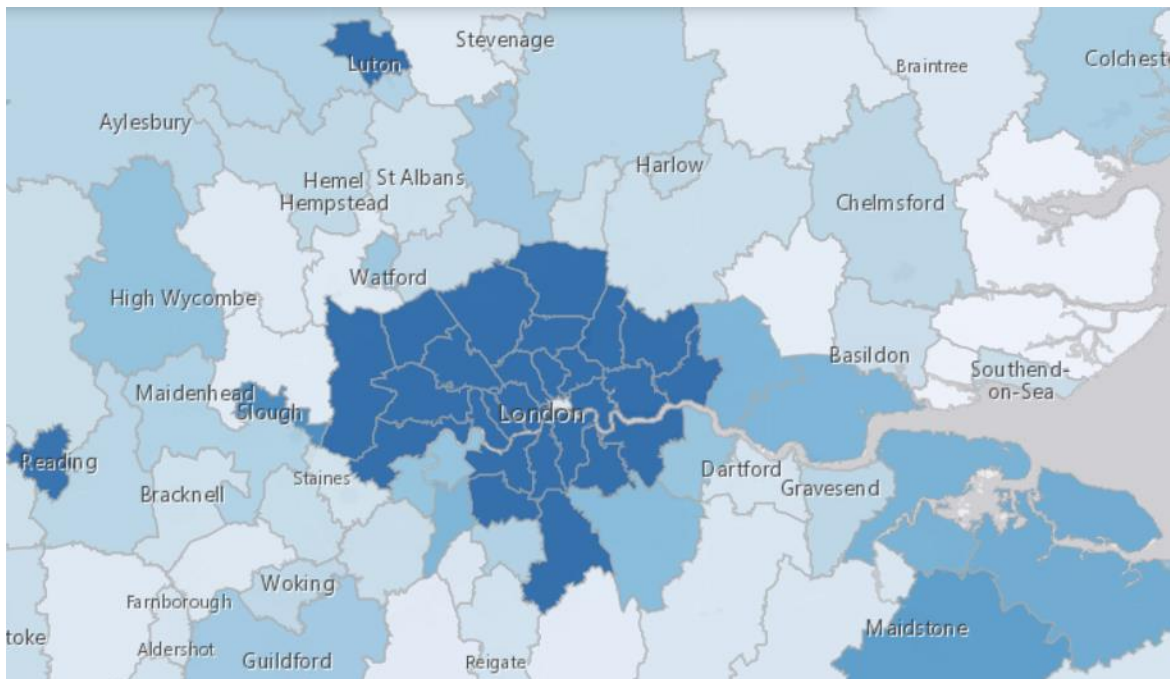 Stevenage
Luton
Braintree
Colchest
Aylesbury
Harlow
Hemel
Hempstead
St Albans
Chelmsford
Watford
High Wycombe
Basildon
Southend-
on-Sea
Maidenhead
Slough
London
Reading
Staines
Dartford
Bracknell
Gravesend
Woking
Farnborough
toke
Aldershot
Maidstone
Guildford
Reigate